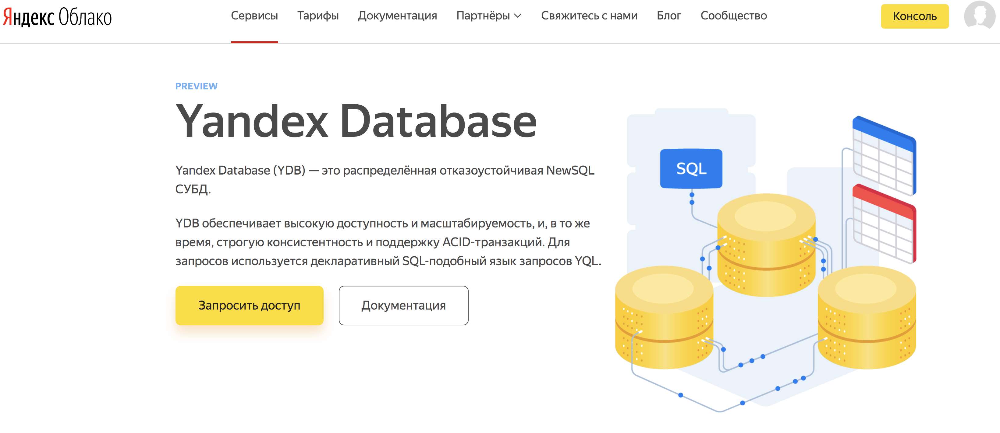 Яндекс Облако
Сервисы
Тарифы
Документация
Партнёры
Свяжитесь с нами
Блог
Сообщество
Консоль
PREVIEW
Yandex Database
Yandex Database (YDB) — это распределённая отказоустойчивая NewSQL
СУБД.
YDB обеспечивает высокую доступность и масштабируемость, и, в то же
время, строгую консистентность и поддержку ACID-транзакций. Для
запросов используется декларативный SQL-подобный язык запросов YQL.
Запросить доступ
Документация
SQL